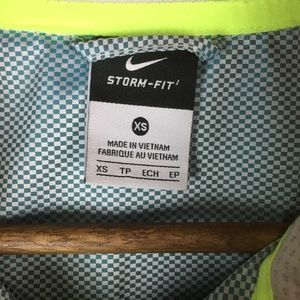 STORM-FIT
XS
MADE IN VIETNAM
FABRIQUE AU VIETNAM
XS TP ECH EP